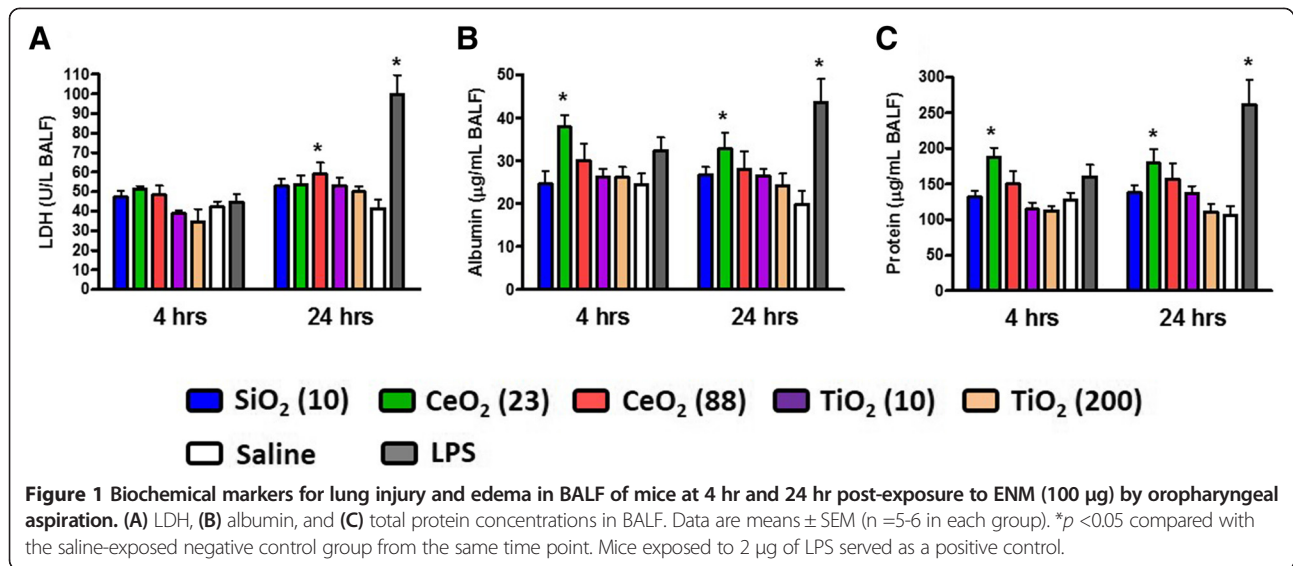 A
B
C
LDH (U/L BALF)
110
100
90
80
70
60
50
40
30
20
10
0
*
*
4 hrs
24 hrs
Albumin (µg/mL BALF)
50
40
30
20
10
0
*
*
*
4 hrs
24 hrs
Protein (µg/mL BALF)
300
250
200
150
100
50
0
*
*
*
4 hrs
24 hrs
SiO₂ (10) CeO₂ (23) CeO₂ (88) TiO₂ (10) TiO₂ (200)
Saline LPS
Figure 1 Biochemical markers for lung injury and edema in BALF of mice at 4 hr and 24 hr post-exposure to ENM (100 µg) by oropharyngeal
aspiration. (A) LDH, (B) albumin, and (C) total protein concentrations in BALF. Data are means ± SEM (n =5-6 in each group). *p <0.05 compared with
the saline-exposed negative control group from the same time point. Mice exposed to 2 µg of LPS served as a positive control.